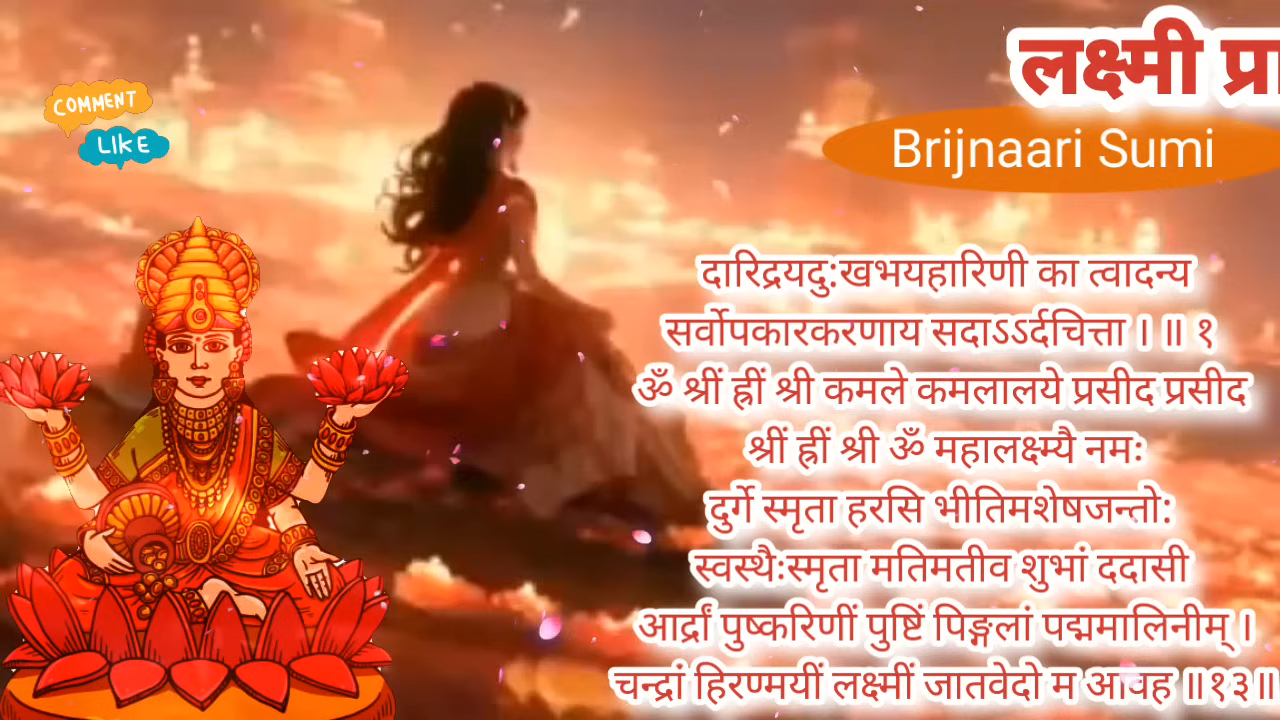 लक्ष्मी प्रा
COMMENT
LIKE
Brijnaari Sumi
दारिद्रयदु:खभयहारिणी का त्वादन्य
सर्वोपकारकरणाय सदाऽऽर्दचित्ता । ॥ १
ॐ श्रीं ह्रीं श्री कमले कमलालये प्रसीद प्रसीद
श्रीं ह्रीं श्री ॐ महालक्ष्म्यै नम:
दुर्गे स्मृता हरसि भीतिमशेषजन्तो:
स्वस्थै:स्मृता मतिमतीव शुभां ददासी
आर्द्रां पुष्करिणीं पुष्टिं पिङ्गलां पद्ममालिनीम् ।
चन्द्रां हिरण्मयीं लक्ष्मीं जातवेदो म आवह ॥१३॥